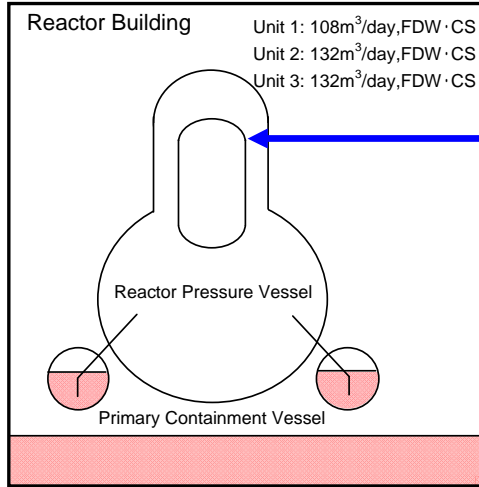 Reactor Building
Unit 1: 108m³/day,FDW·CS
Unit 2: 132m³/day,FDW·CS
Unit 3: 132m³/day,FDW·CS
Reactor Pressure Vessel
Primary Containment Vessel